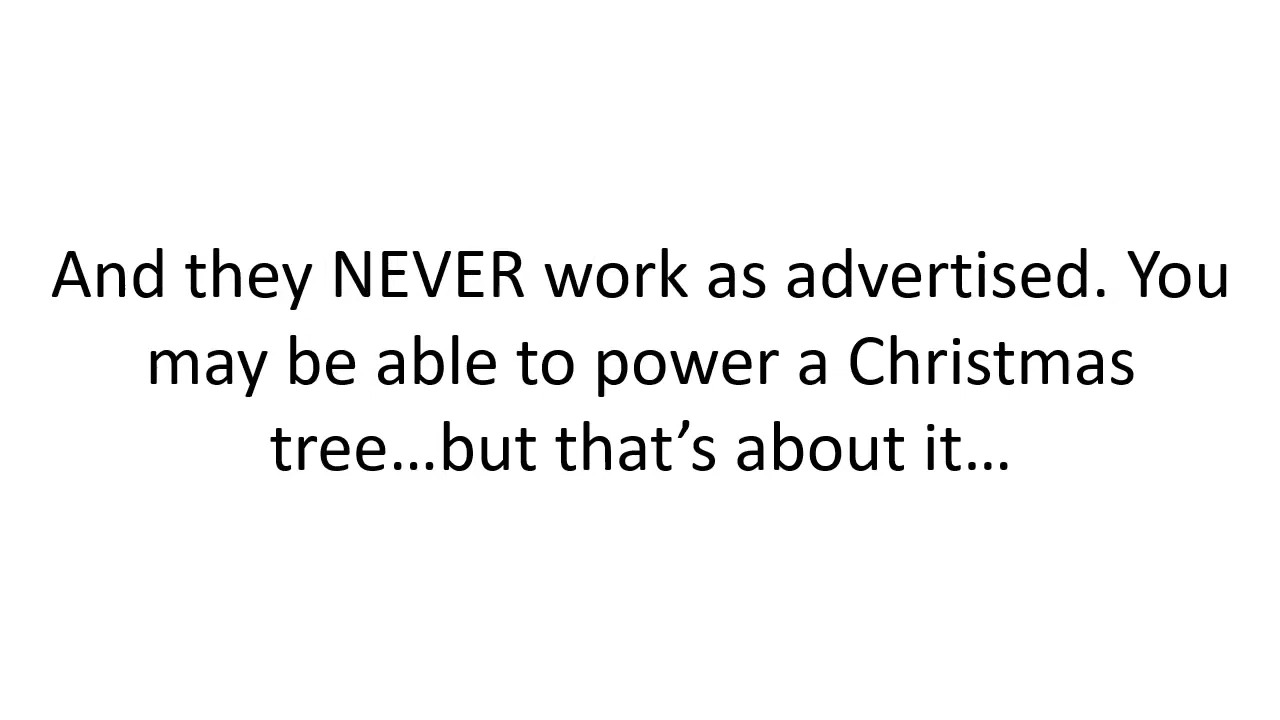 And they NEVER work as advertised. You
may be able to power a Christmas
tree…but that’s about it…